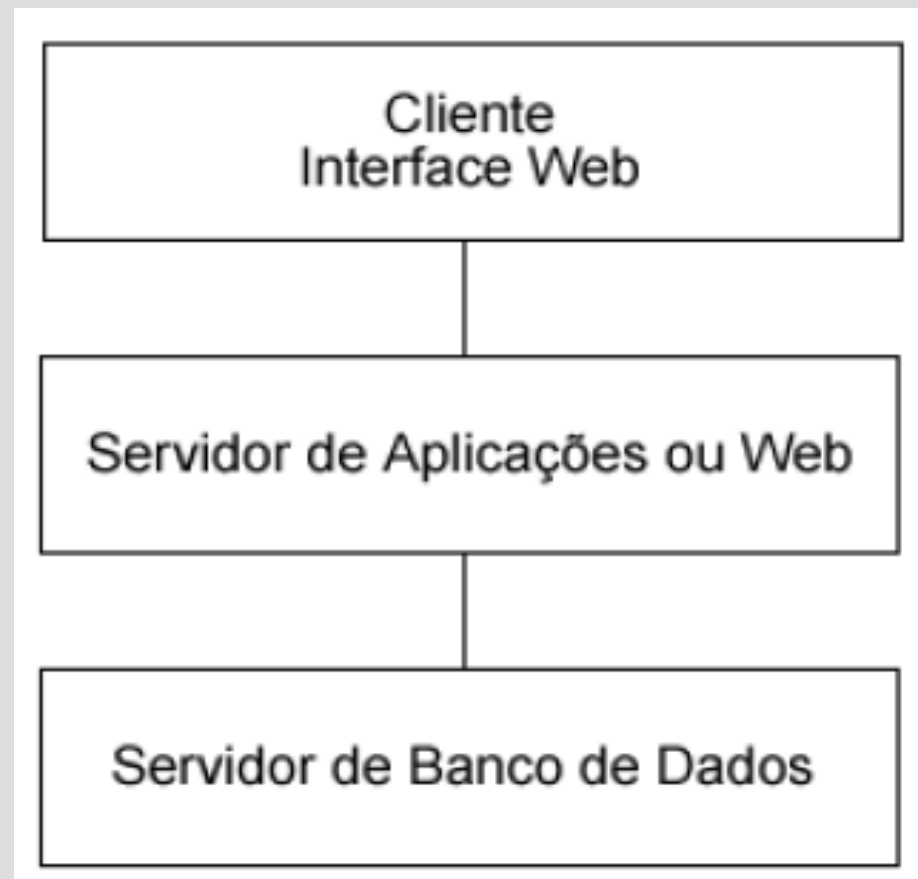 Cliente
Interface Web
Servidor de Aplicações ou Web
Servidor de Banco de Dados